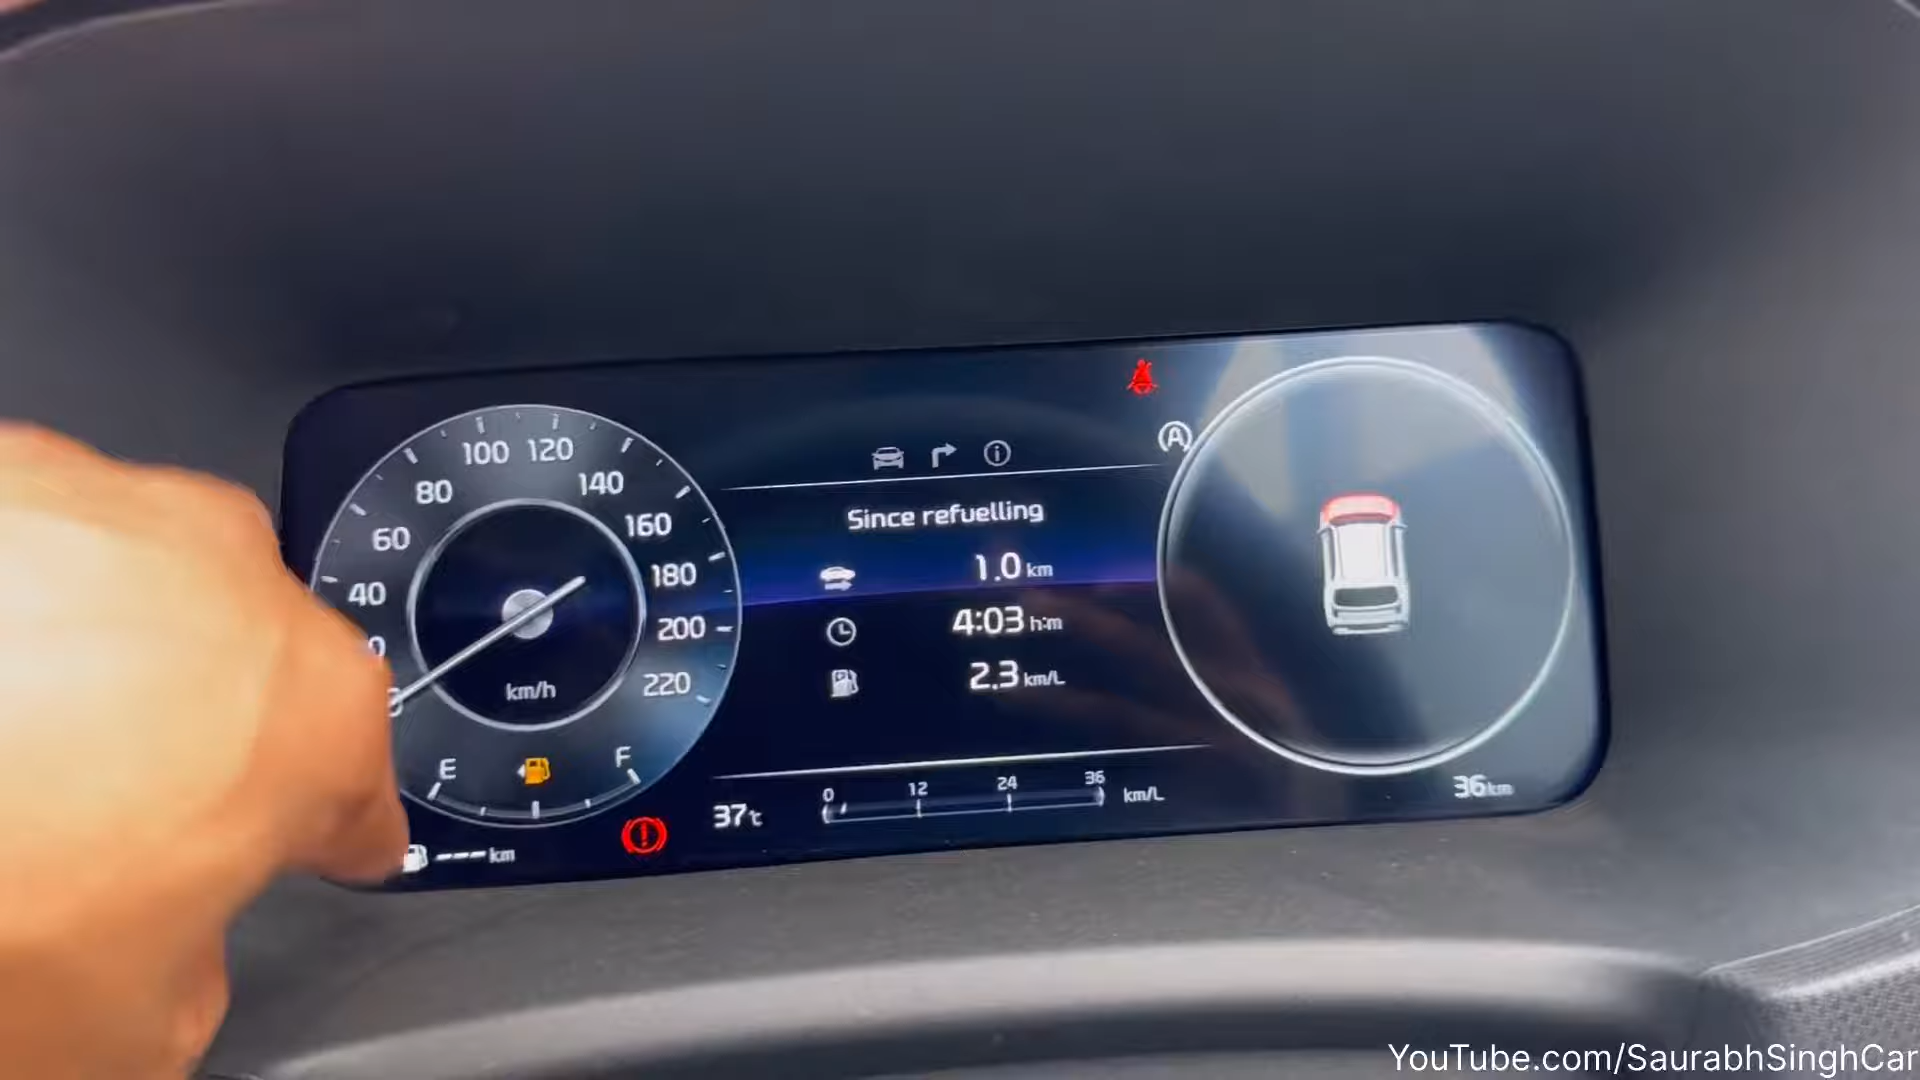 100 120
80 140
60 160
40 180
200
220
km/h
E F
--- km
Since refuelling
1.0 km
4:03 h:m
2.3 km/L
37℃
0 12 24 36 km/L
A
36 km
YouTube.com/SaurabhSinghCar